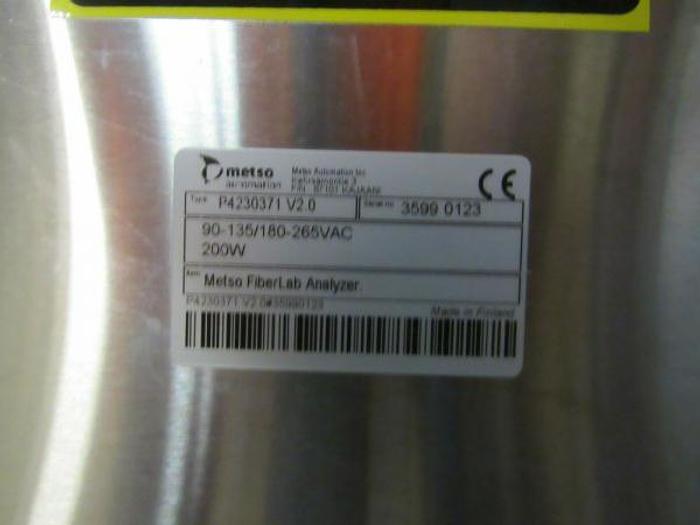 metso
automation
Metso Automation Inc
P4230371 V2.0
Serial no 3599 0123
90-135/180-265VAC
200W
Metso FiberLab Analyzer.
P4230371 V2.0#35990123
Made in Finland
CE